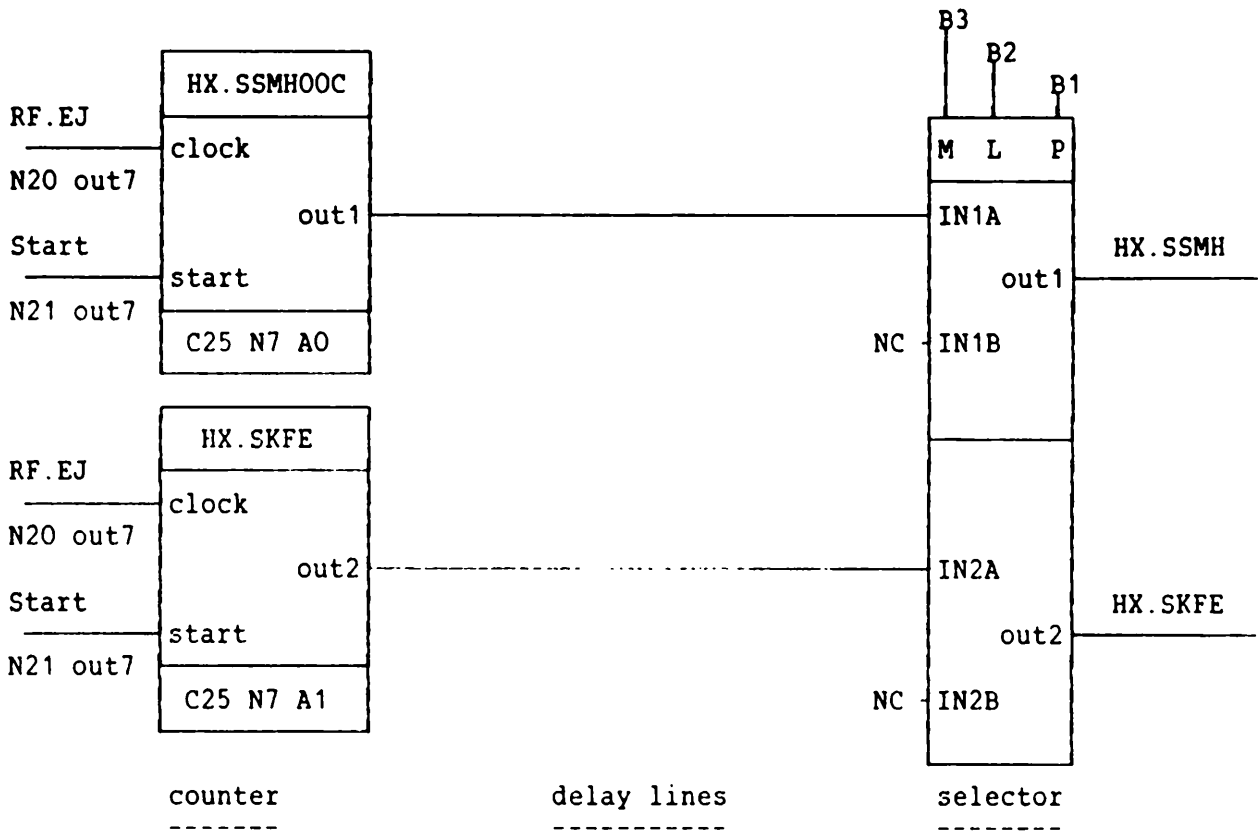 B3
B2
B1
HX.SSMHOOC
RF.EJ
clock
N20 out7
out1
Start
start
N21 out7
C25 N7 A0
M L P
IN1A
HX.SSMH
out1
NC IN1B
HX.SKFE
RF.EJ
clock
N20 out7
out2
Start
start
N21 out7
C25 N7 A1
IN2A
HX.SKFE
out2
NC IN2B
counter delay lines selector